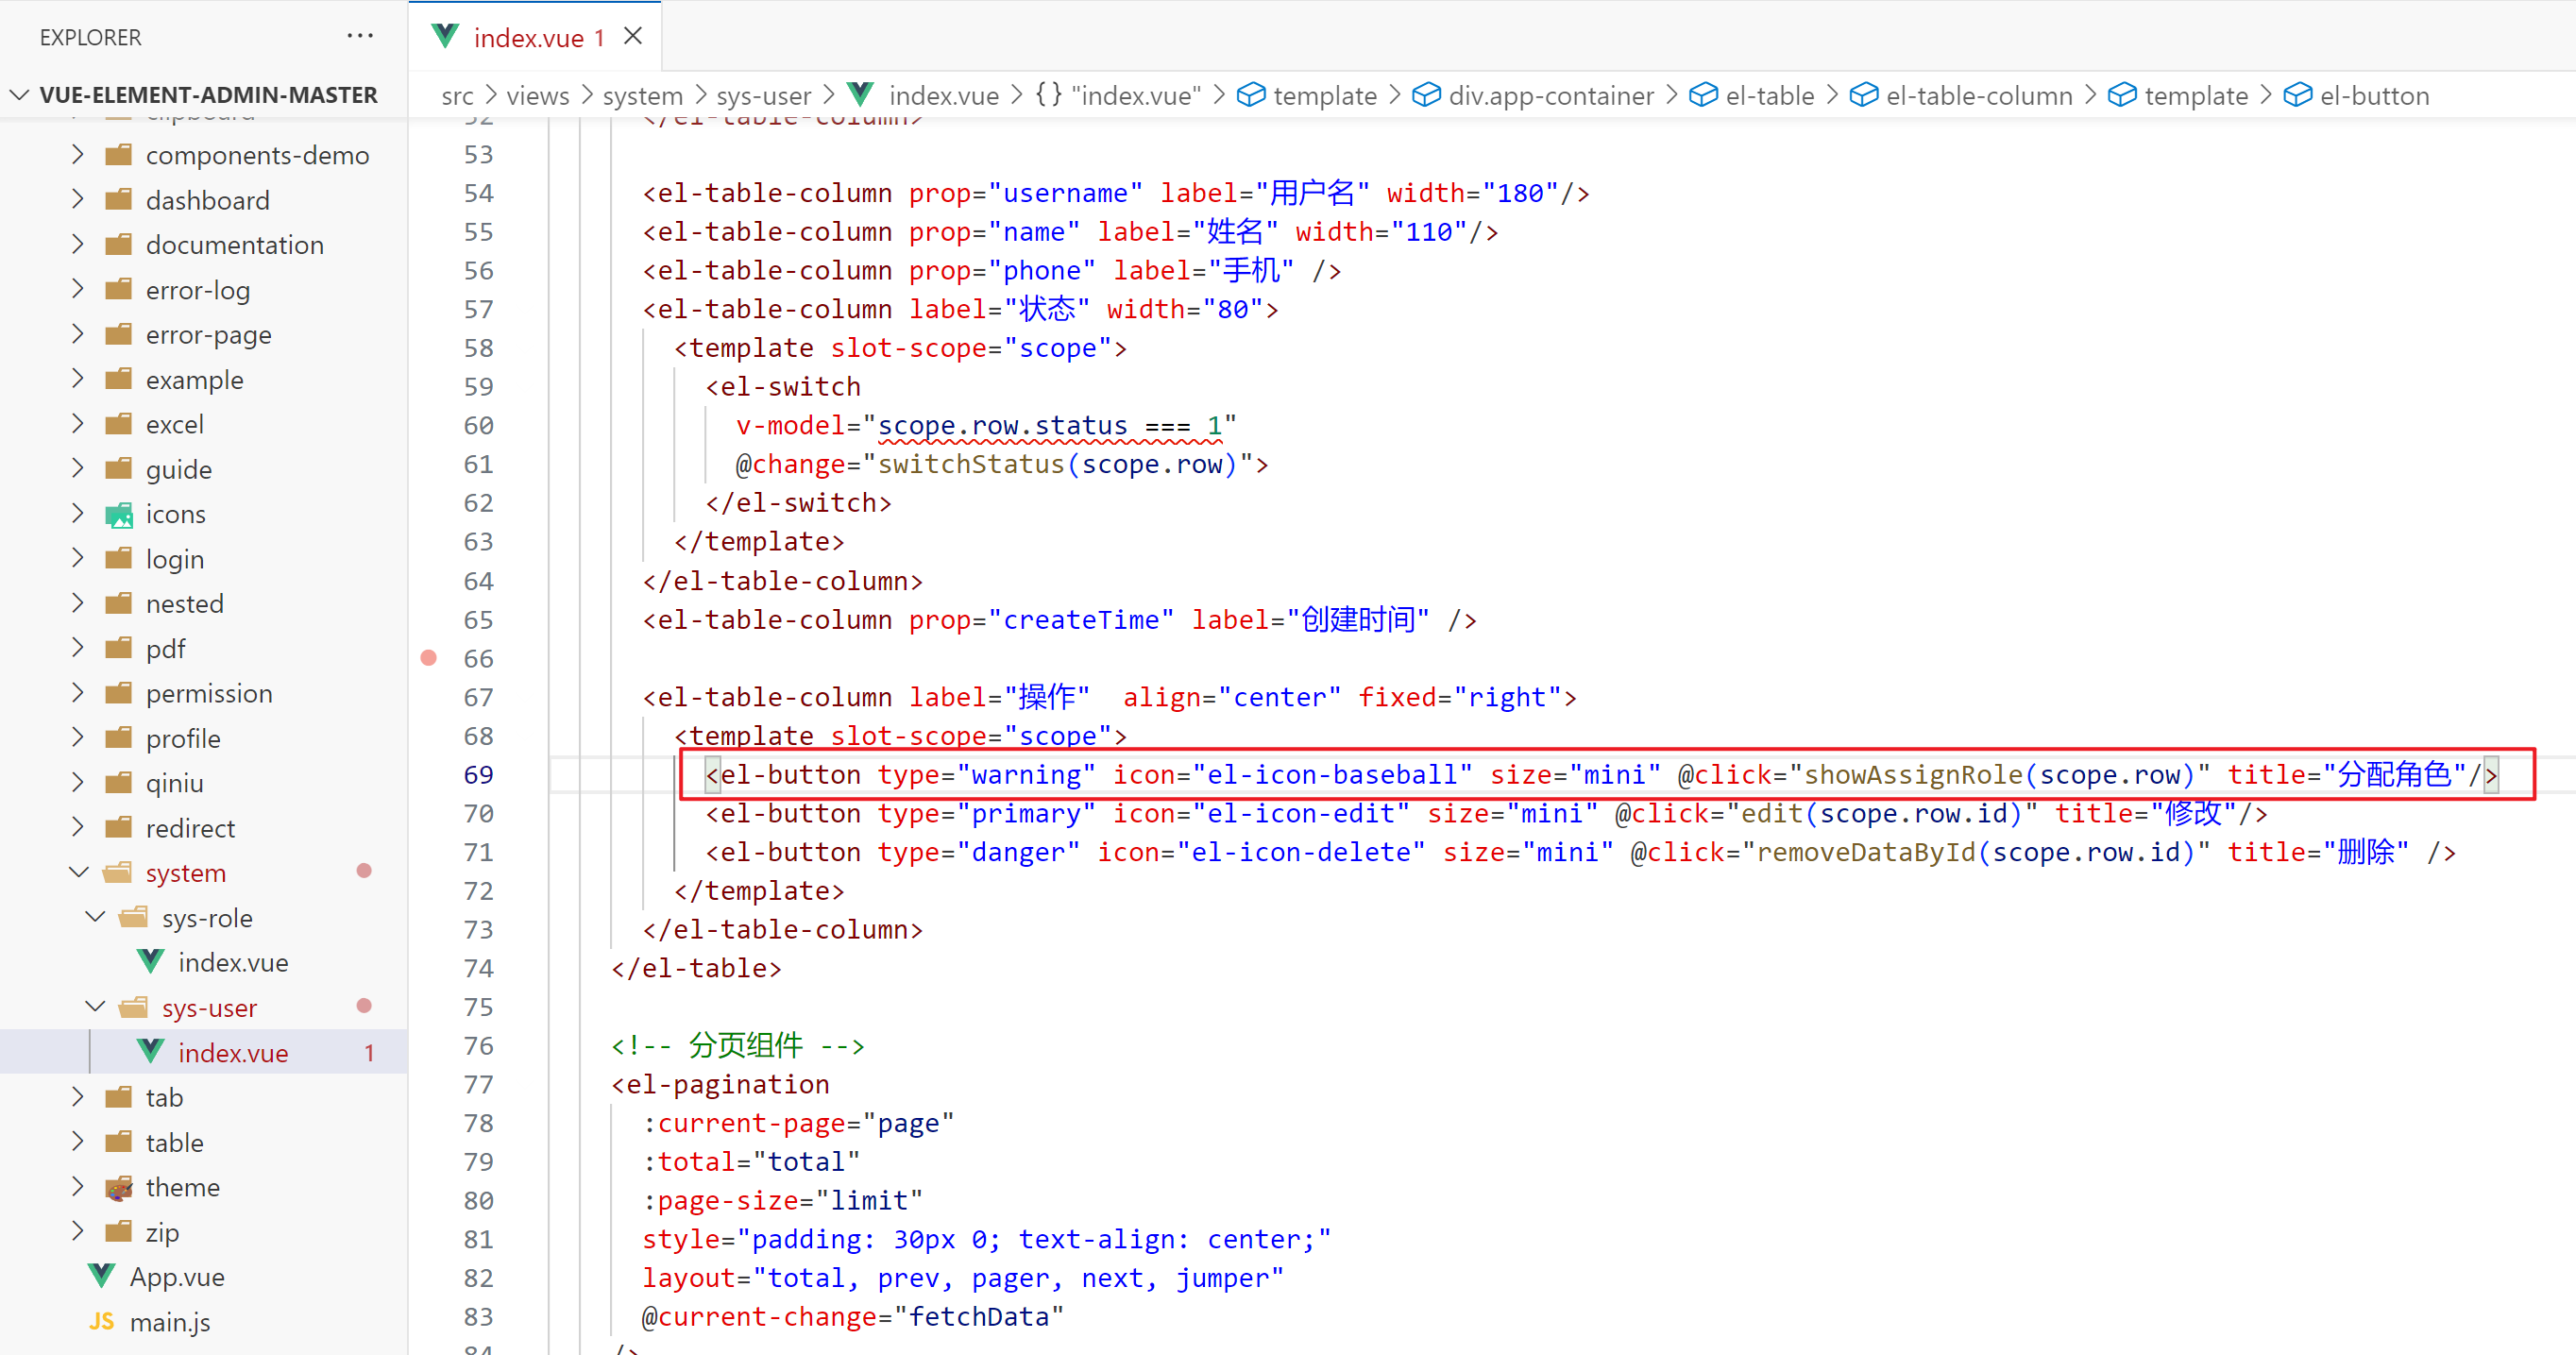 EXPLORER
···
VUE-ELEMENT-ADMIN-MASTER
clipboard
components-demo
dashboard
documentation
error-log
error-page
example
excel
guide
icons
login
nested
pdf
permission
profile
qiniu
redirect
system
sys-role
index.vue
sys-user
index.vue 1
tab
table
theme
zip
App.vue
JS main.js
index.vue 1
src > views > system > sys-user > index.vue > {} "index.vue" > template > div.app-container > el-table > el-table-column > template > el-button
52 </el-table-column>
53
54 <el-table-column prop="username" label="用户名" width="180"/>
55 <el-table-column prop="name" label="姓名" width="110"/>
56 <el-table-column prop="phone" label="手机" />
57 <el-table-column label="状态" width="80">
58 <template slot-scope="scope">
59 <el-switch
60 v-model="scope.row.status === 1"
61 @change="switchStatus(scope.row)">
62 </el-switch>
63 </template>
64 </el-table-column>
65 <el-table-column prop="createTime" label="创建时间" />
66
67 <el-table-column label="操作"  align="center" fixed="right">
68 <template slot-scope="scope">
69 <el-button type="warning" icon="el-icon-baseball" size="mini" @click="showAssignRole(scope.row)" title="分配角色"/>
70 <el-button type="primary" icon="el-icon-edit" size="mini" @click="edit(scope.row.id)" title="修改"/>
71 <el-button type="danger" icon="el-icon-delete" size="mini" @click="removeDataById(scope.row.id)" title="删除" />
72 </template>
73 </el-table-column>
74 </el-table>
75
76 <!-- 分页组件 -->
77 <el-pagination
78 :current-page="page"
79 :total="total"
80 :page-size="limit"
81 style="padding: 30px 0; text-align: center;"
82 layout="total, prev, pager, next, jumper"
83 @current-change="fetchData"
84 />